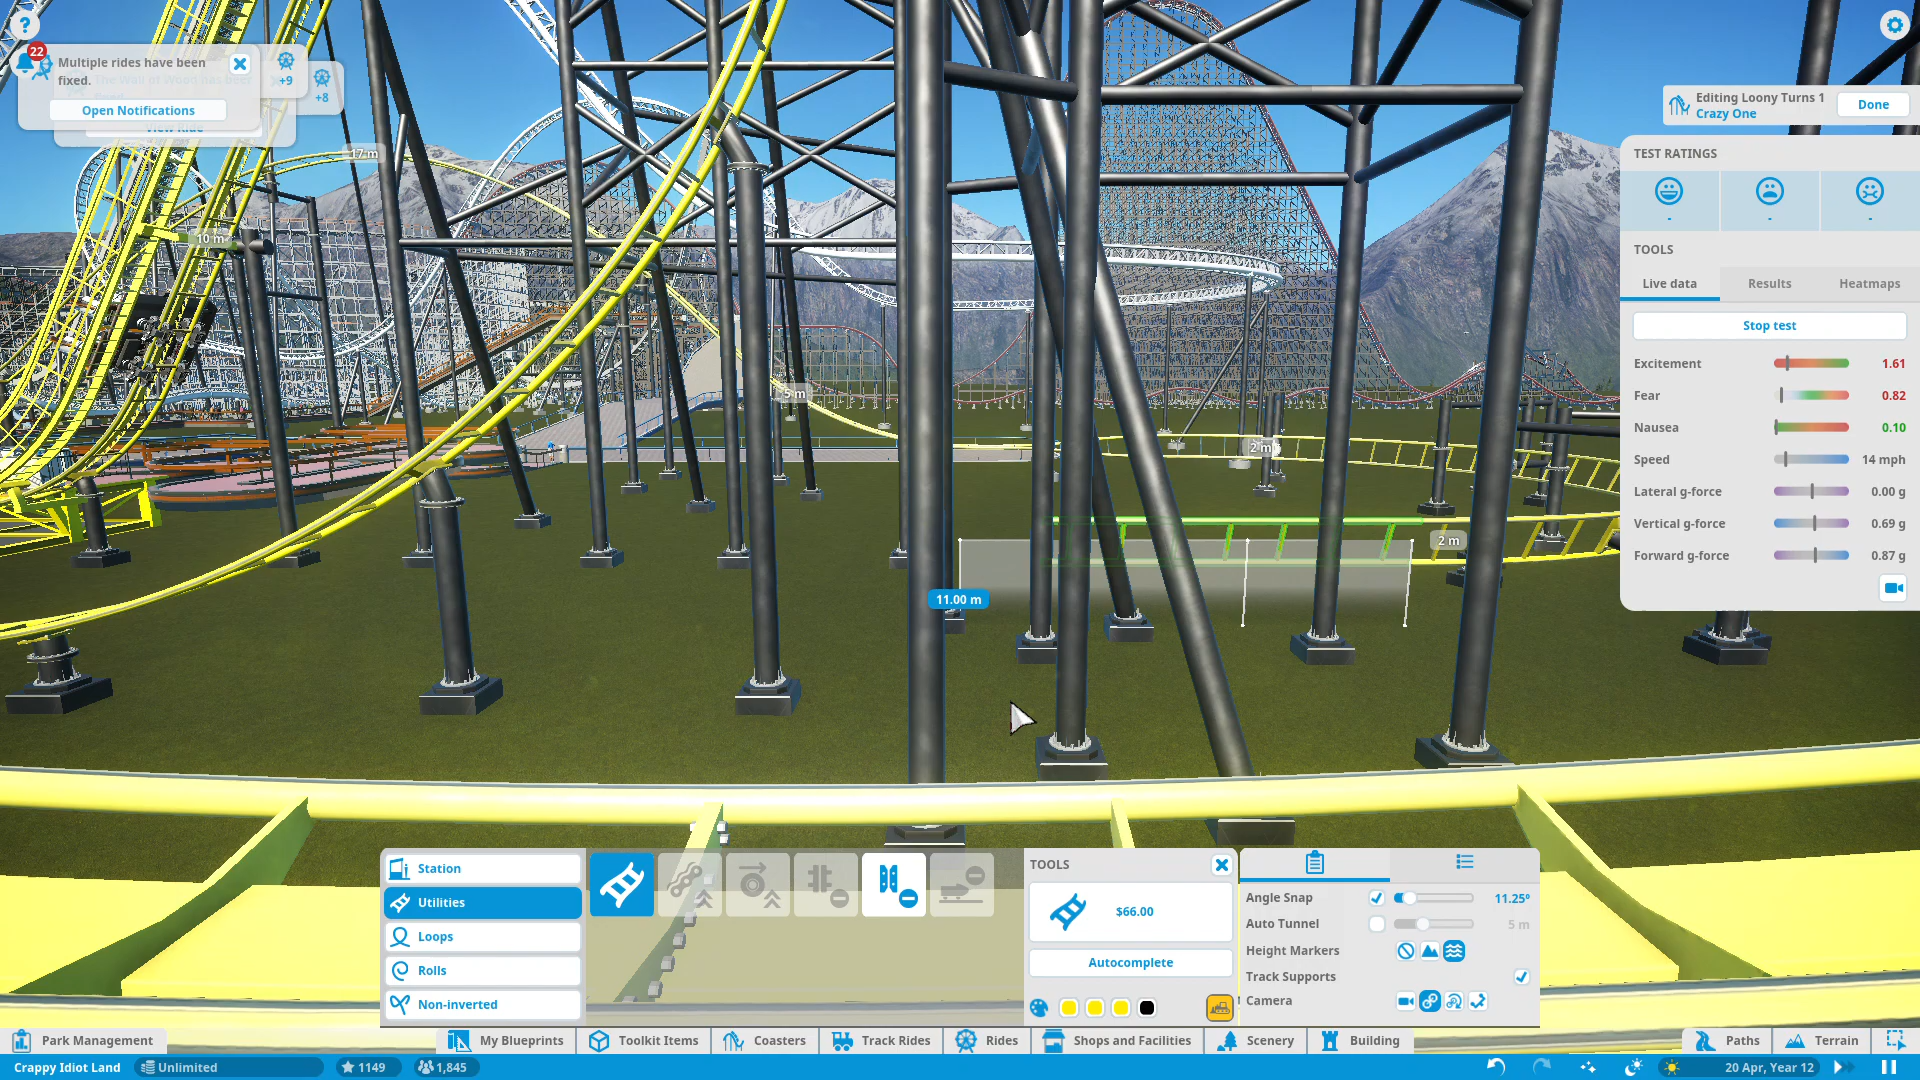 ?
22
Multiple rides have been
fixed.
Open Notifications
View Ride
+9
+8
17 m
10 m
5 m
2 m
2 m
11.00 m
Editing Loony Turns 1
Crazy One
Done
TEST RATINGS
- - -
TOOLS
Live data Results Heatmaps
Stop test
Excitement 1.61
Fear 0.82
Nausea 0.10
Speed 14 mph
Lateral g-force 0.00 g
Vertical g-force 0.69 g
Forward g-force 0.87 g
Station
Utilities
Loops
Rolls
Non-inverted
TOOLS
$66.00
Autocomplete
Angle Snap 11.25°
Auto Tunnel 5 m
Height Markers
Track Supports
Camera
Park Management
My Blueprints
Toolkit Items
Coasters
Track Rides
Rides
Shops and Facilities
Scenery
Building
Paths
Terrain
Crappy Idiot Land
Unlimited
1149
1,845
20 Apr, Year 12